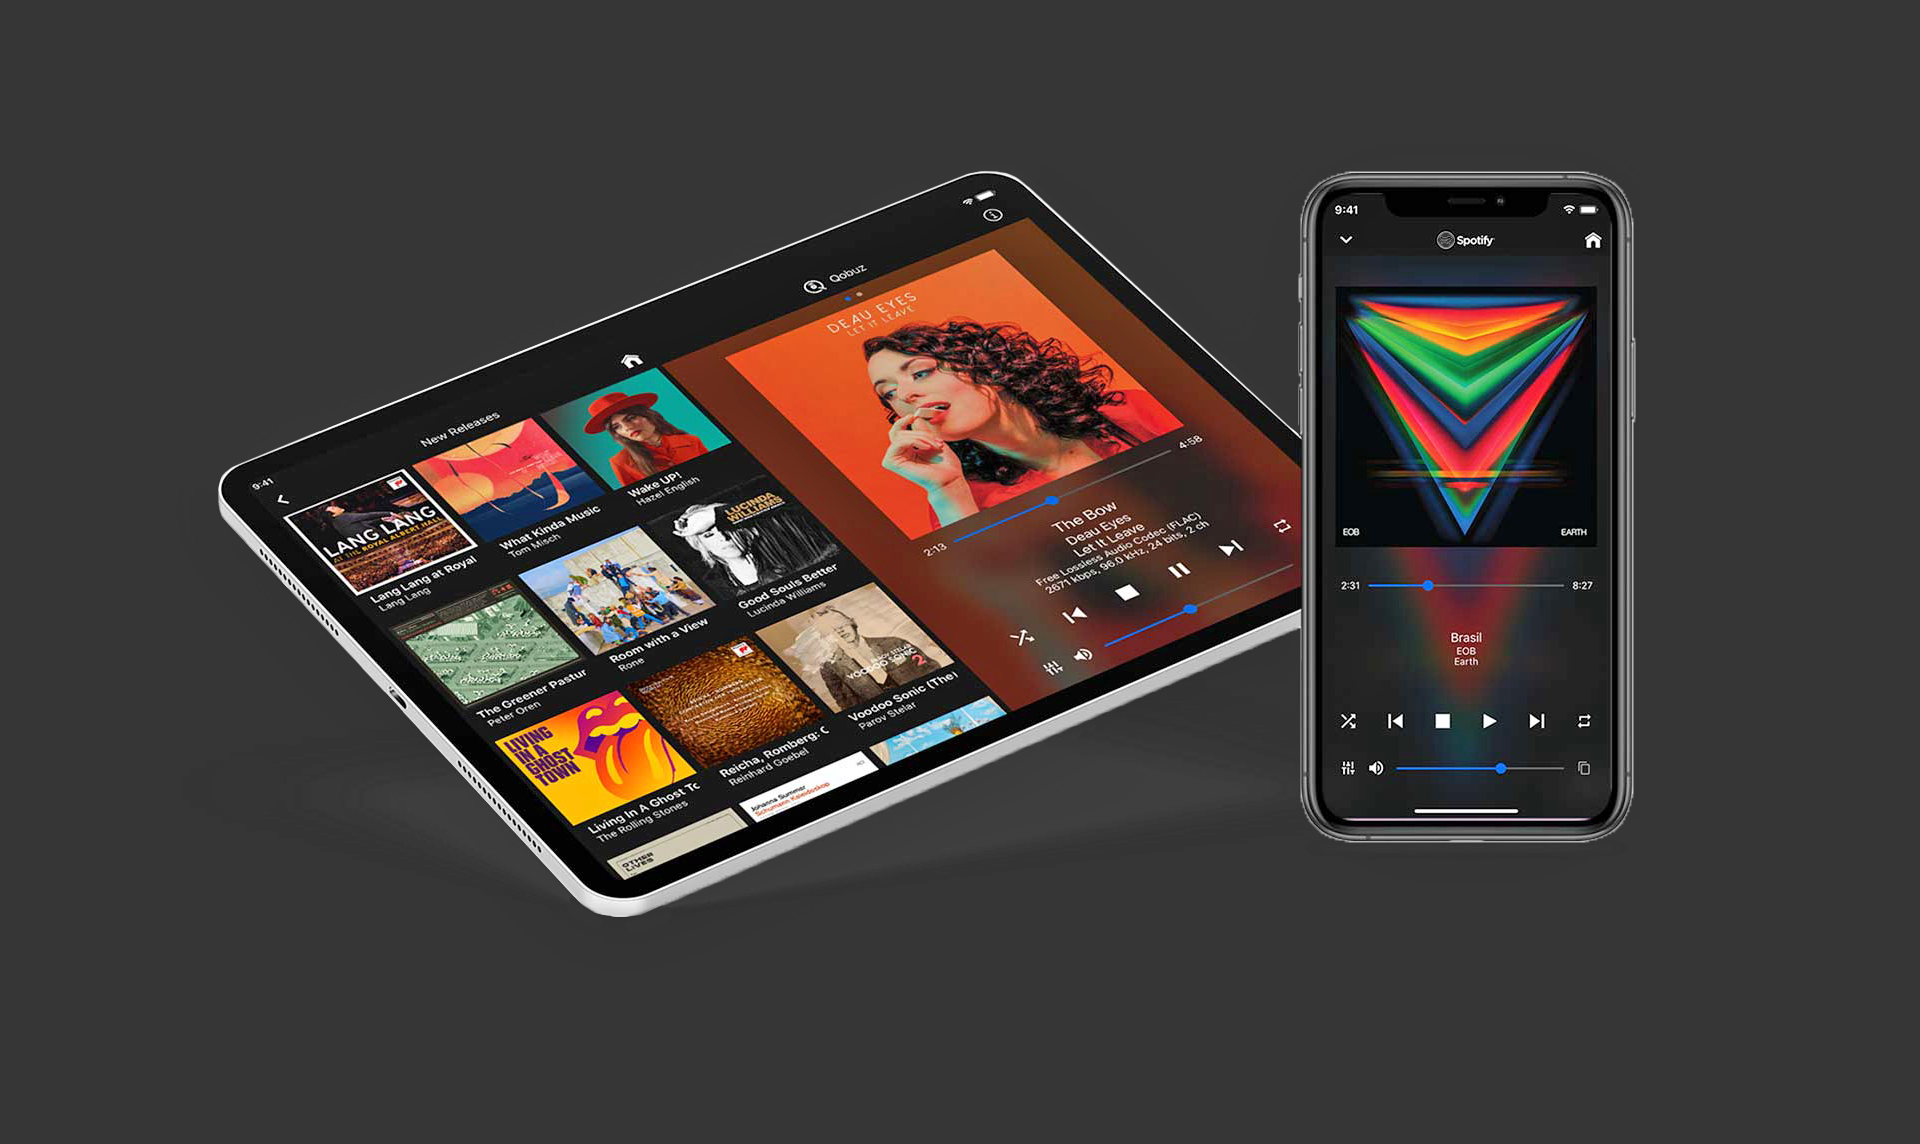 9:41
New Releases
LANG LANG
AT THE ROYAL ALBERT HALL
Lang Lang at Royal
Lang Lang
What Kinda Music
Tom Misch
Wake UP!
Hazel English
The Greener Pastur
Peter Oren
Room with a View
Rone
LUCINDA
WILLIAMS
Good Souls Better
Lucinda Williams
LIVING
IN A
GHOST
TOWN
Living In A Ghost To
The Rolling Stones
Reicha, Romberg: C
Reinhard Goebel
VOODOO SONIC 2
Voodoo Sonic (The
Parov Stelar
OTHER
LIVES
Johanna Summer
Schumann Kaleidoskop
ACT
Qobuz
DEAU EYES
LET IT LEAVE
2:13
4:58
The Bow
Deau Eyes
Let It Leave
Free Lossless Audio Codec (FLAC)
2671 kbps, 96.0 kHz, 24 bits, 2 ch
9:41
Spotify
EOB
EARTH
2:31
8:27
Brasil
EOB
Earth